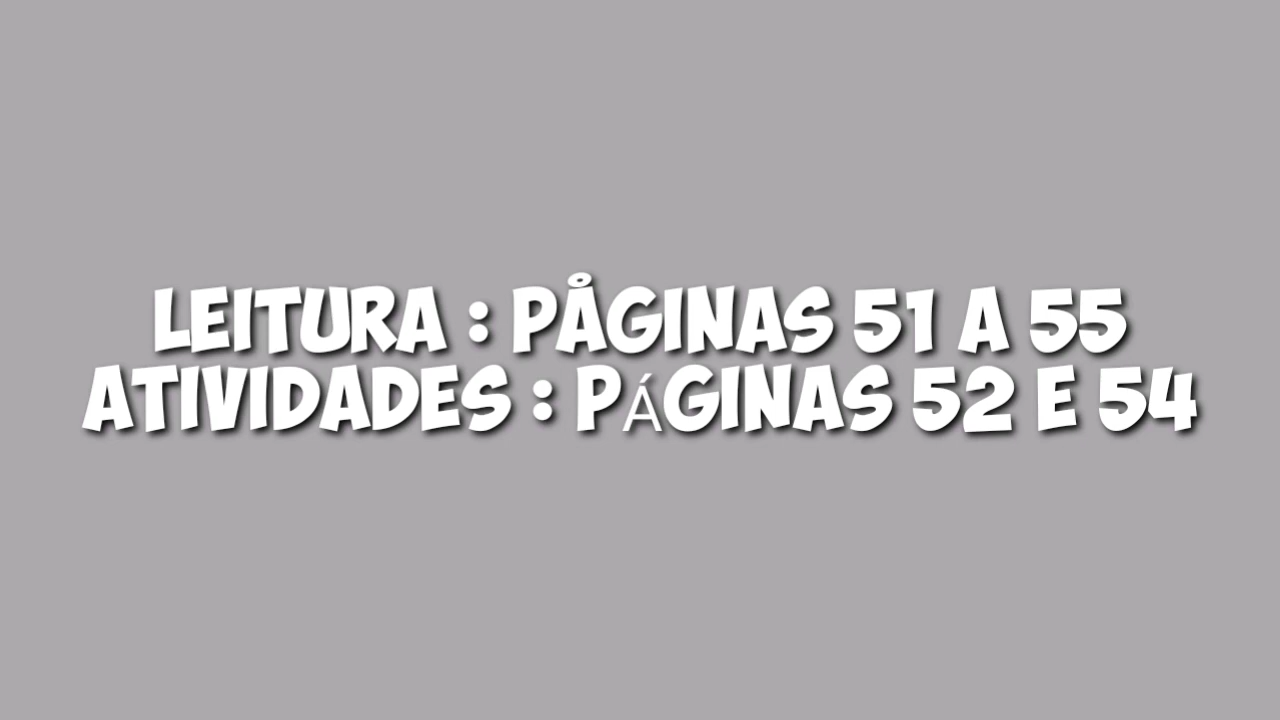 LEITURA : PÅGINAS 51 A 55
ATIVIDADES : PÁGINAS 52 E 54